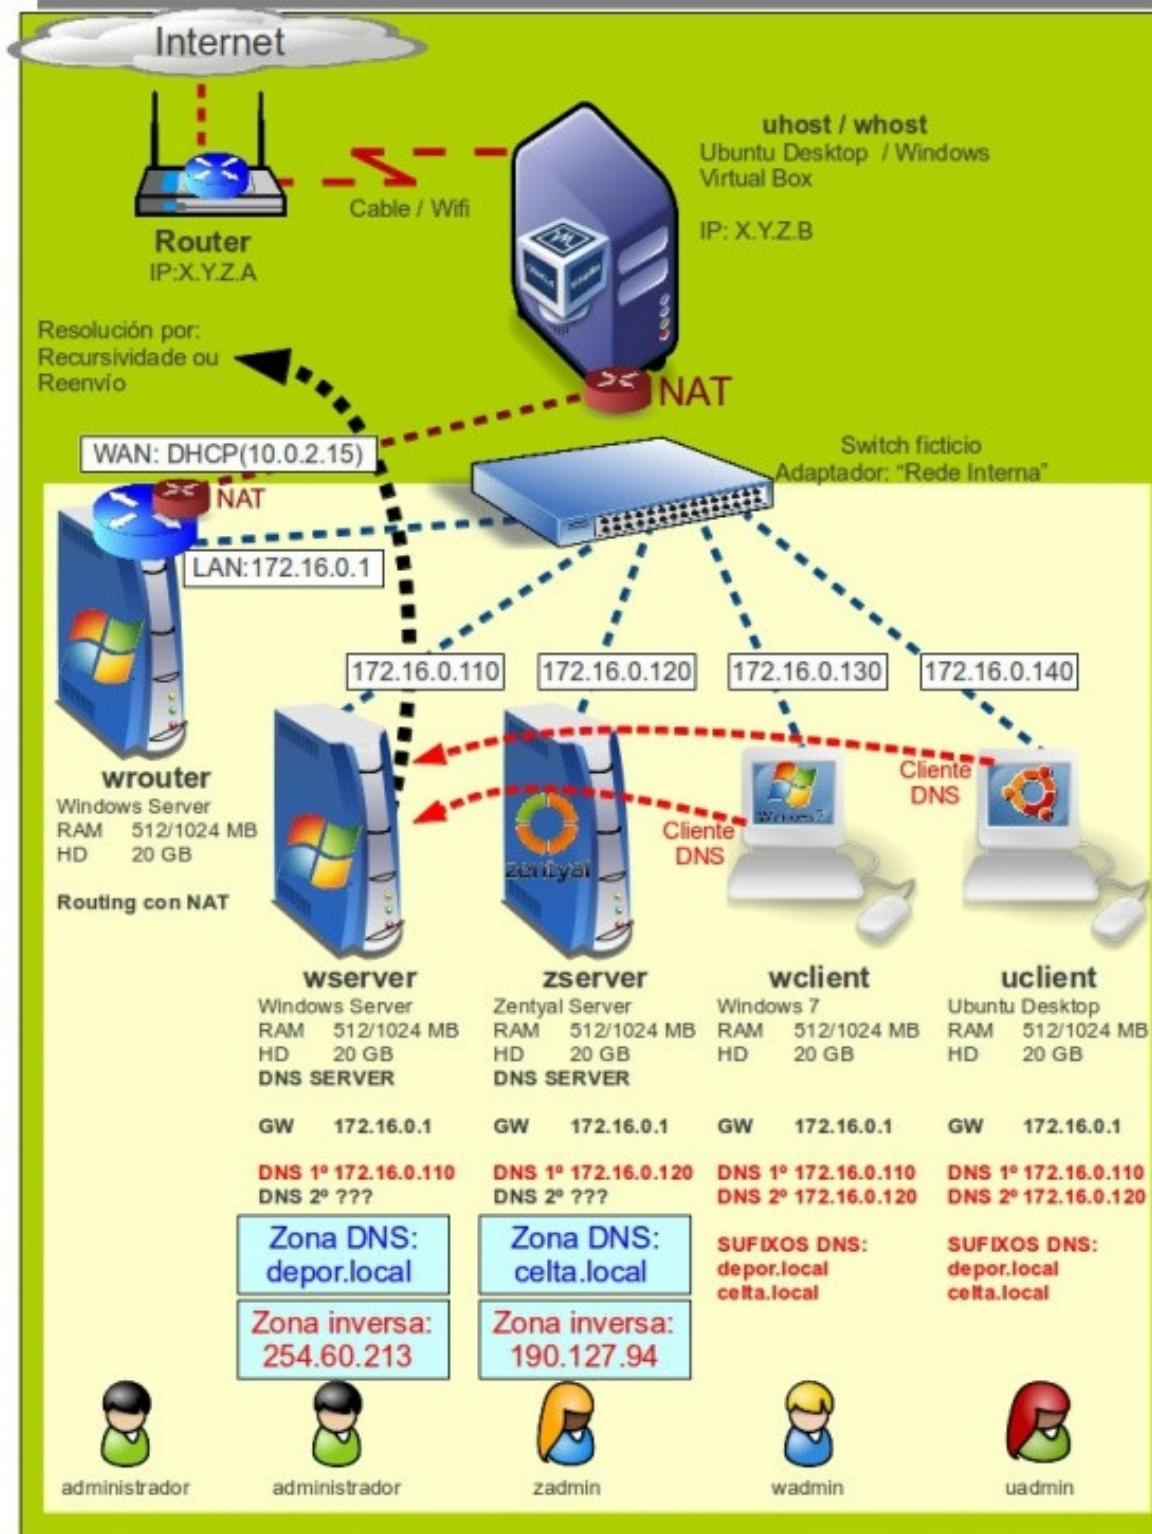 Internet
uhost / whost
Ubuntu Desktop / Windows
Virtual Box
IP: X.Y.Z.B
Cable / Wifi
Router
IP:X.Y.Z.A
Resolución por:
Recursividade ou
Reenvío
NAT
WAN: DHCP(10.0.2.15)
Switch ficticio
Adaptador: “Rede Interna”
NAT
LAN:172.16.0.1
172.16.0.110
172.16.0.120
172.16.0.130
172.16.0.140
wrouter
Windows Server
RAM 512/1024 MB
HD 20 GB
Routing con NAT
zentyal
Cliente
DNS
Windows 7
Cliente
DNS
wserver
Windows Server
RAM 512/1024 MB
HD 20 GB
DNS SERVER
GW 172.16.0.1
DNS 1º 172.16.0.110
DNS 2º ???
Zona DNS:
depor.local
Zona inversa:
254.60.213
zserver
Zentyal Server
RAM 512/1024 MB
HD 20 GB
DNS SERVER
GW 172.16.0.1
DNS 1º 172.16.0.120
DNS 2º ???
Zona DNS:
celta.local
Zona inversa:
190.127.94
wclient
Windows 7
RAM 512/1024 MB
HD 20 GB
GW 172.16.0.1
DNS 1º 172.16.0.110
DNS 2º 172.16.0.120
SUFIXOS DNS:
depor.local
celta.local
uclient
Ubuntu Desktop
RAM 512/1024 MB
HD 20 GB
GW 172.16.0.1
DNS 1º 172.16.0.110
DNS 2º 172.16.0.120
SUFIXOS DNS:
depor.local
celta.local
administrador
administrador
zadmin
wadmin
uadmin